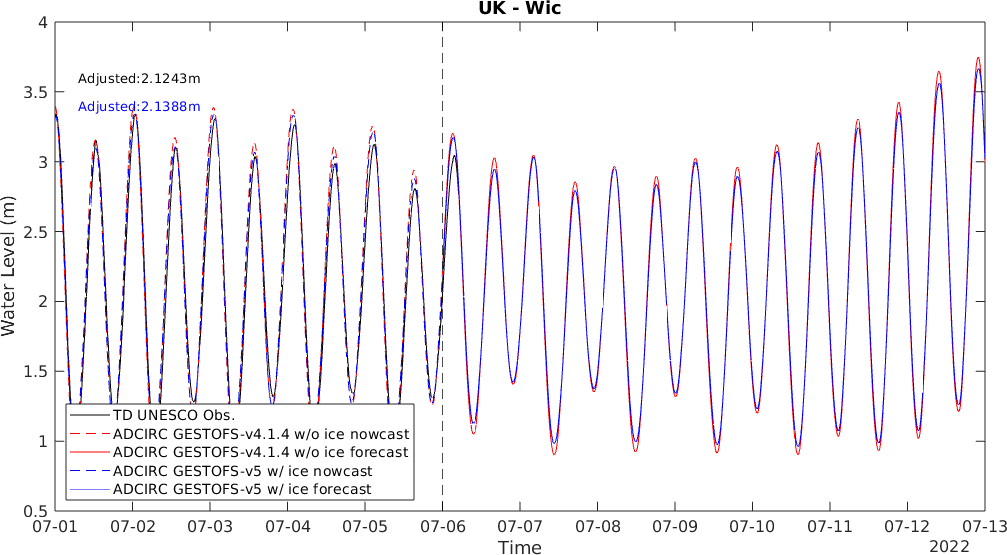 UK - Wic
4
3.5
3
2.5
2
1.5
1
0.5
Water Level (m)
Adjusted:2.1243m
Adjusted:2.1388m
TD UNESCO Obs.
ADCIRC GESTOFS-v4.1.4 w/o ice nowcast
ADCIRC GESTOFS-v4.1.4 w/o ice forecast
ADCIRC GESTOFS-v5 w/ ice nowcast
ADCIRC GESTOFS-v5 w/ ice forecast
07-01 07-02 07-03 07-04 07-05 07-06 07-07 07-08 07-09 07-10 07-11 07-12 07-13
Time
2022